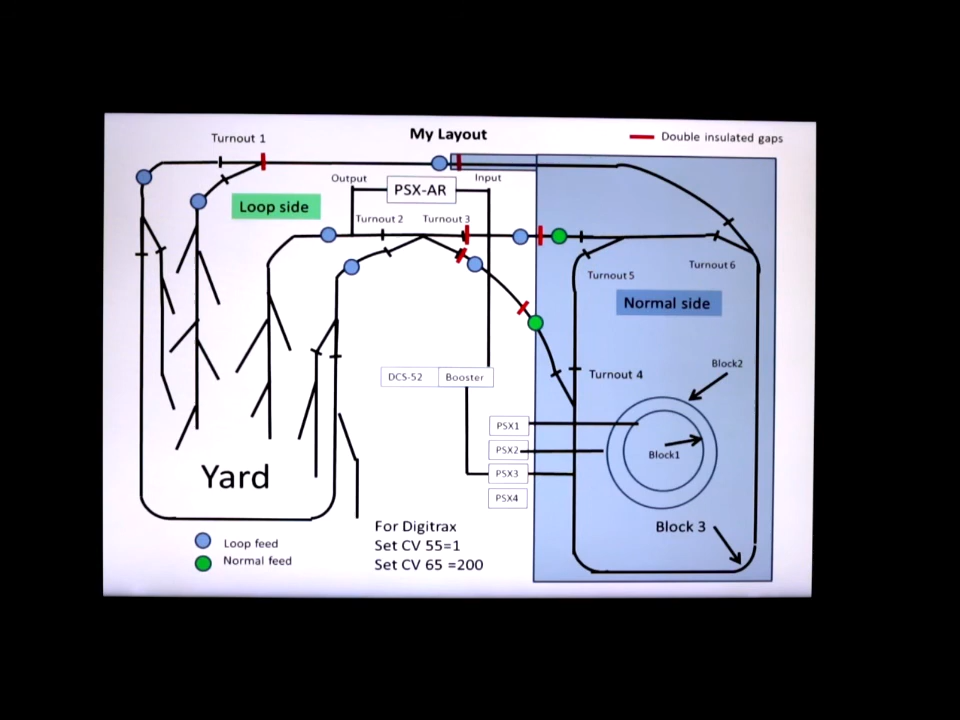 My Layout
Double insulated gaps
Turnout 1
Output
Input
PSX-AR
Loop side
Turnout 2
Turnout 3
Turnout 5
Turnout 6
Normal side
DCS-52
Booster
Turnout 4
Block2
PSX1
PSX2
Block1
PSX3
PSX4
Yard
Block 3
For Digitrax
Set CV 55=1
Set CV 65 =200
Loop feed
Normal feed